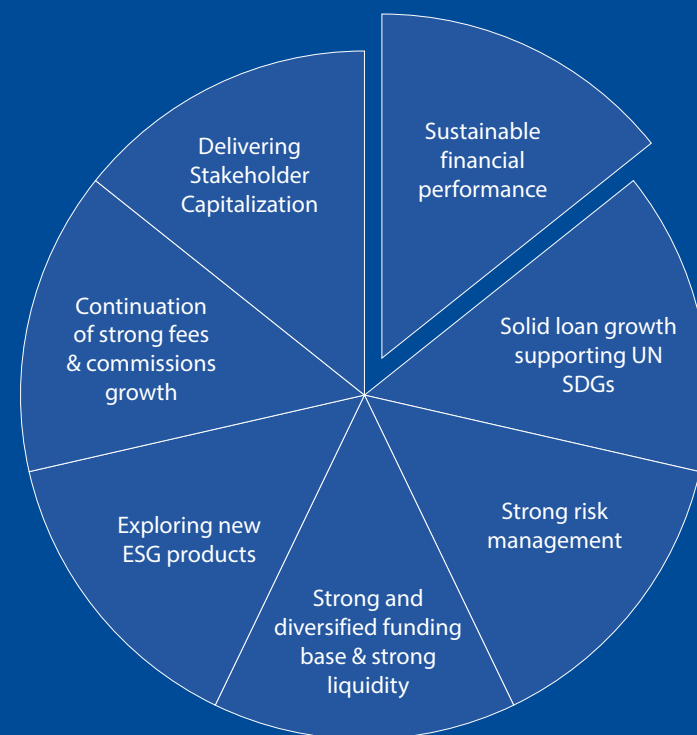 Sustainable
financial
performance
Solid loan growth
supporting UN
SDGs
Strong risk
management
Strong and
diversified funding
base & strong
liquidity
Exploring new
ESG products
Continuation
of strong fees
& commissions
growth
Delivering
Stakeholder
Capitalization